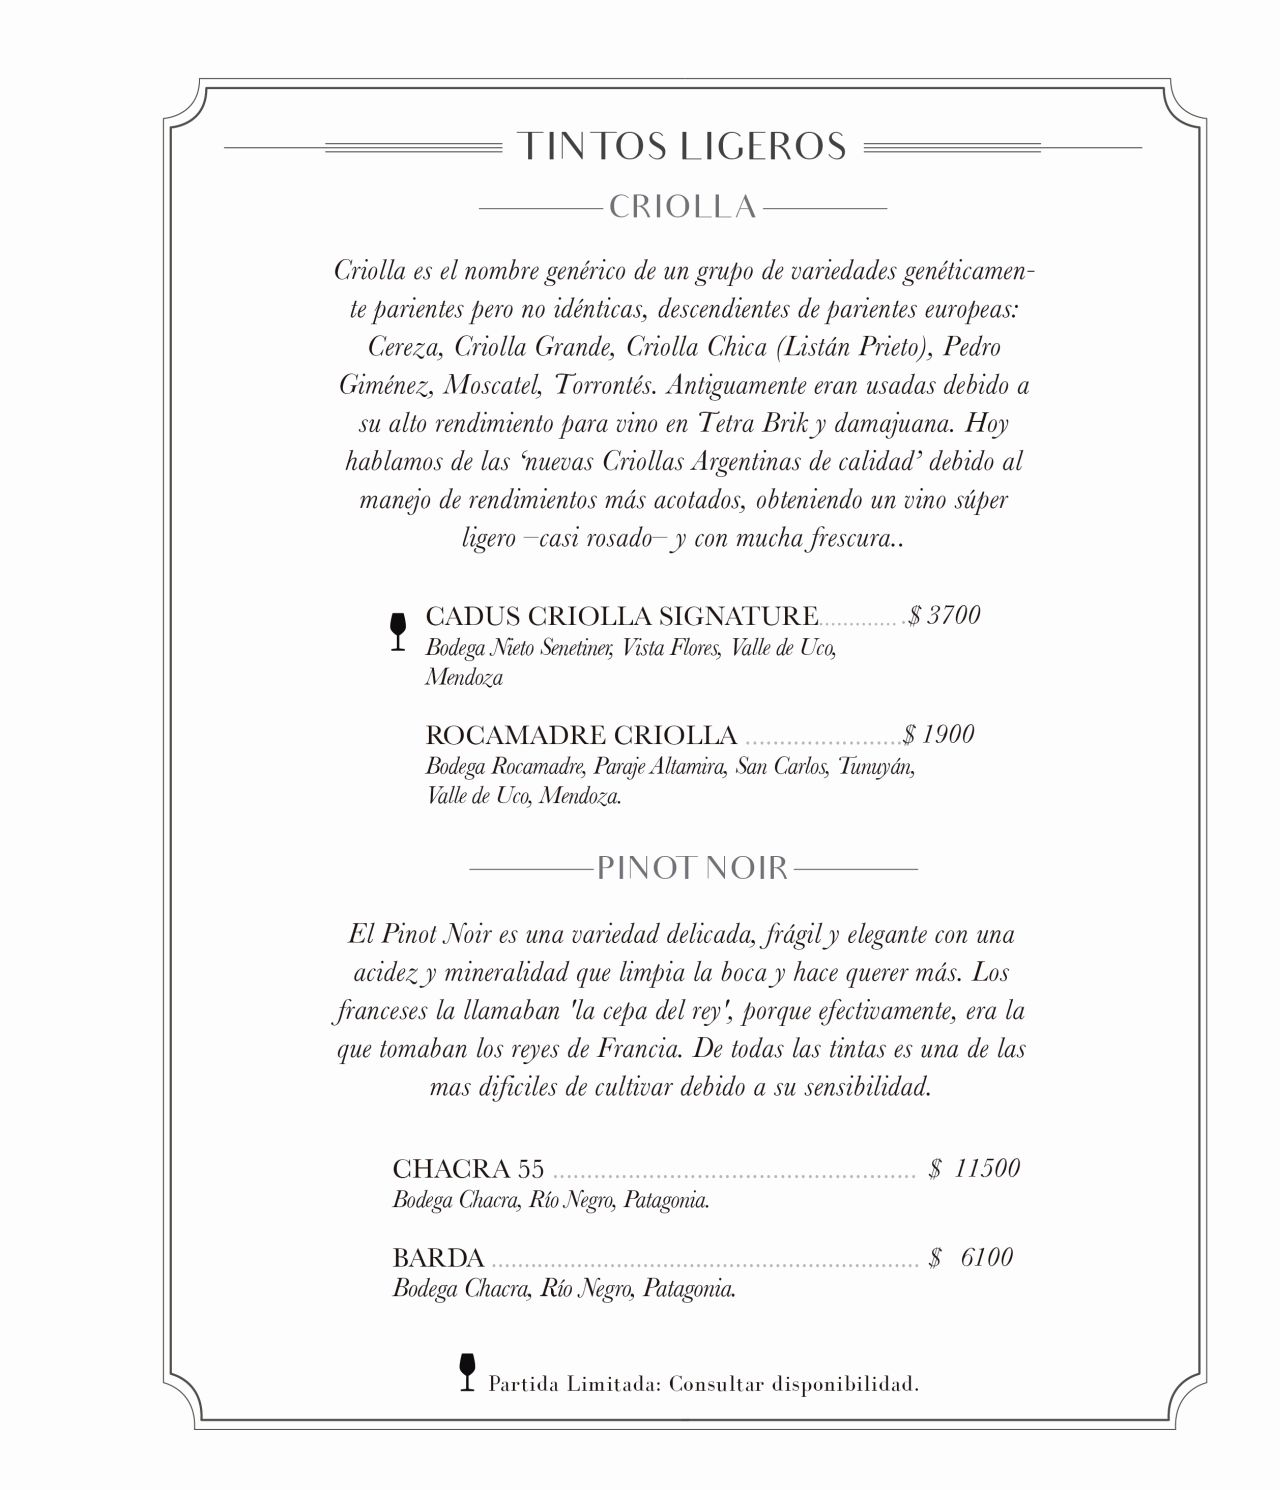 TINTOS LIGEROS
CRIOLLA
Criolla es el nombre genérico de un grupo de variedades genéticamen-
te parientes pero no idénticas, descendientes de parientes europeas:
Cereza, Criolla Grande, Criolla Chica (Listán Prieto), Pedro
Giménez, Moscatel, Torrontés. Antiguamente eran usadas debido a
su alto rendimiento para vino en Tetra Brik y damajuana. Hoy
hablamos de las ‘nuevas Criollas Argentinas de calidad’ debido al
manejo de rendimientos más acotados, obteniendo un vino súper
ligero –casi rosado– y con mucha frescura..
CADUS CRIOLLA SIGNATURE............. $ 3700
Bodega Nieto Senetiner, Vista Flores, Valle de Uco,
Mendoza
ROCAMADRE CRIOLLA .......................$ 1900
Bodega Rocamadre, Paraje Altamira, San Carlos, Tunuyán,
Valle de Uco, Mendoza.
PINOT NOIR
El Pinot Noir es una variedad delicada, frágil y elegante con una
acidez y mineralidad que limpia la boca y hace querer más. Los
franceses la llamaban 'la cepa del rey', porque efectivamente, era la
que tomaban los reyes de Francia. De todas las tintas es una de las
mas dificiles de cultivar debido a su sensibilidad.
CHACRA 55 ..................................................... $ 11500
Bodega Chacra, Río Negro, Patagonia.
BARDA ............................................................... $ 6100
Bodega Chacra, Río Negro, Patagonia.
Partida Limitada: Consultar disponibilidad.